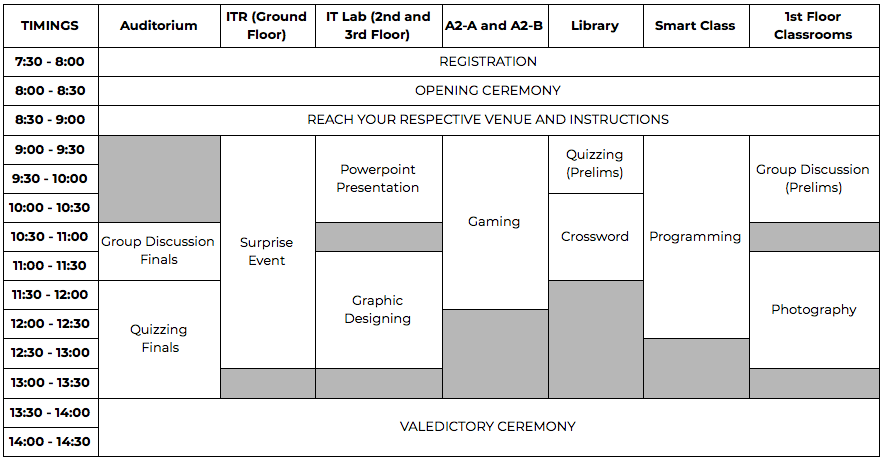 TIMINGS
Auditorium
ITR (Ground
Floor)
IT Lab (2nd and
3rd Floor)
A2-A and A2-B
Library
Smart Class
1st Floor
Classrooms
7:30 - 8:00
REGISTRATION
8:00 - 8:30
OPENING CEREMONY
8:30 - 9:00
REACH YOUR RESPECTIVE VENUE AND INSTRUCTIONS
9:00 - 9:30
9:30 - 10:00
10:00 - 10:30
10:30 - 11:00
11:00 - 11:30
11:30 - 12:00
12:00 - 12:30
12:30 - 13:00
13:00 - 13:30
Group Discussion
Finals
Quizzing
Finals
Surprise
Event
Powerpoint
Presentation
Graphic
Designing
Gaming
Quizzing
(Prelims)
Crossword
Programming
Group Discussion
(Prelims)
Photography
13:30 - 14:00
14:00 - 14:30
VALEDICTORY CEREMONY